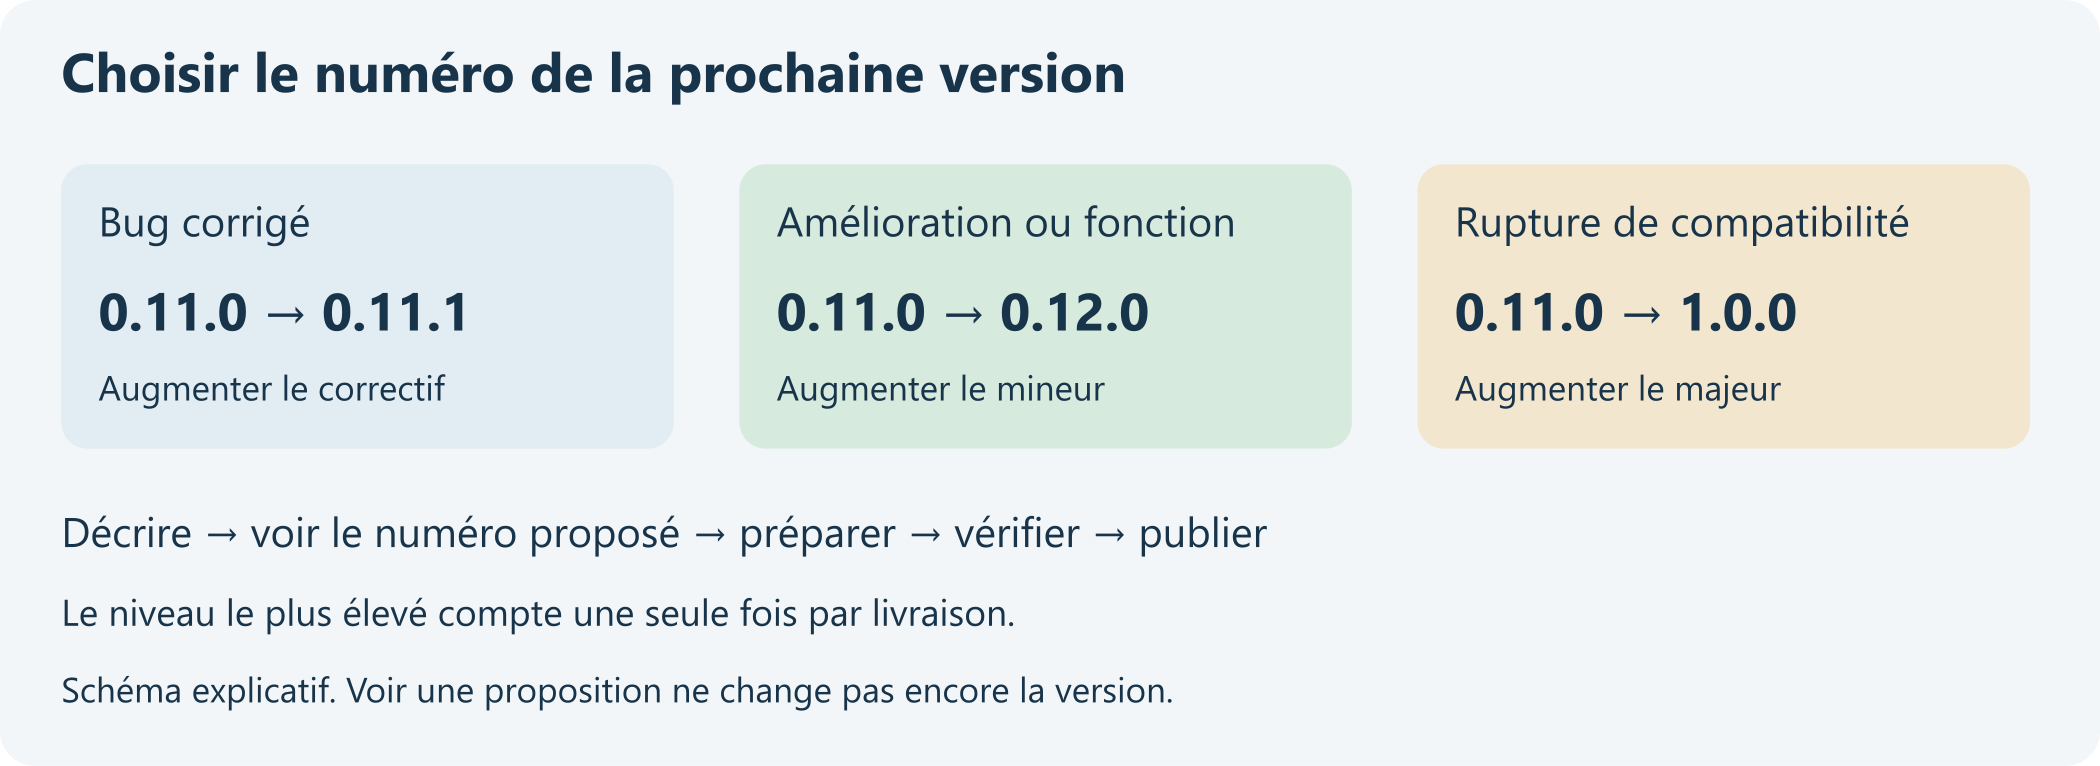 Choisir le numéro de la prochaine version
Bug corrigé
0.11.0 → 0.11.1
Augmenter le correctif
Amélioration ou fonction
0.11.0 → 0.12.0
Augmenter le mineur
Rupture de compatibilité
0.11.0 → 1.0.0
Augmenter le majeur
Décrire → voir le numéro proposé → préparer → vérifier → publier
Le niveau le plus élevé compte une seule fois par livraison.
Schéma explicatif. Voir une proposition ne change pas encore la version.